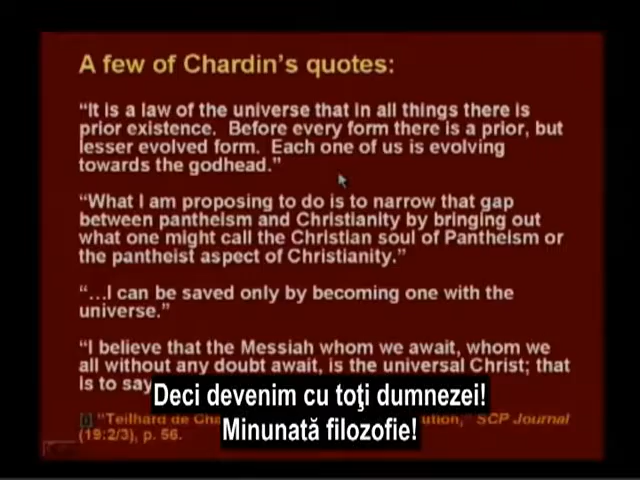 A few of Chardin's quotes:
"It is a law of the universe that in all things there is
prior existence. Before every form there is a prior, but
lesser evolved form. Each one of us is evolving
towards the godhead."
"What I am proposing to do is to narrow that gap
between pantheism and Christianity by bringing out
what one might call the Christian soul of Pantheism or
the pantheist aspect of Christianity."
"…I can be saved only by becoming one with the
universe."
"I believe that the Messiah whom we await, whom we
all without any doubt await, is the universal Christ; that
is to say
Deci devenim cu toţi dumnezei!
"Teilhard de Cha ution," SCP Journal
(19:2/3), p. 56.
Minunată filozofie!